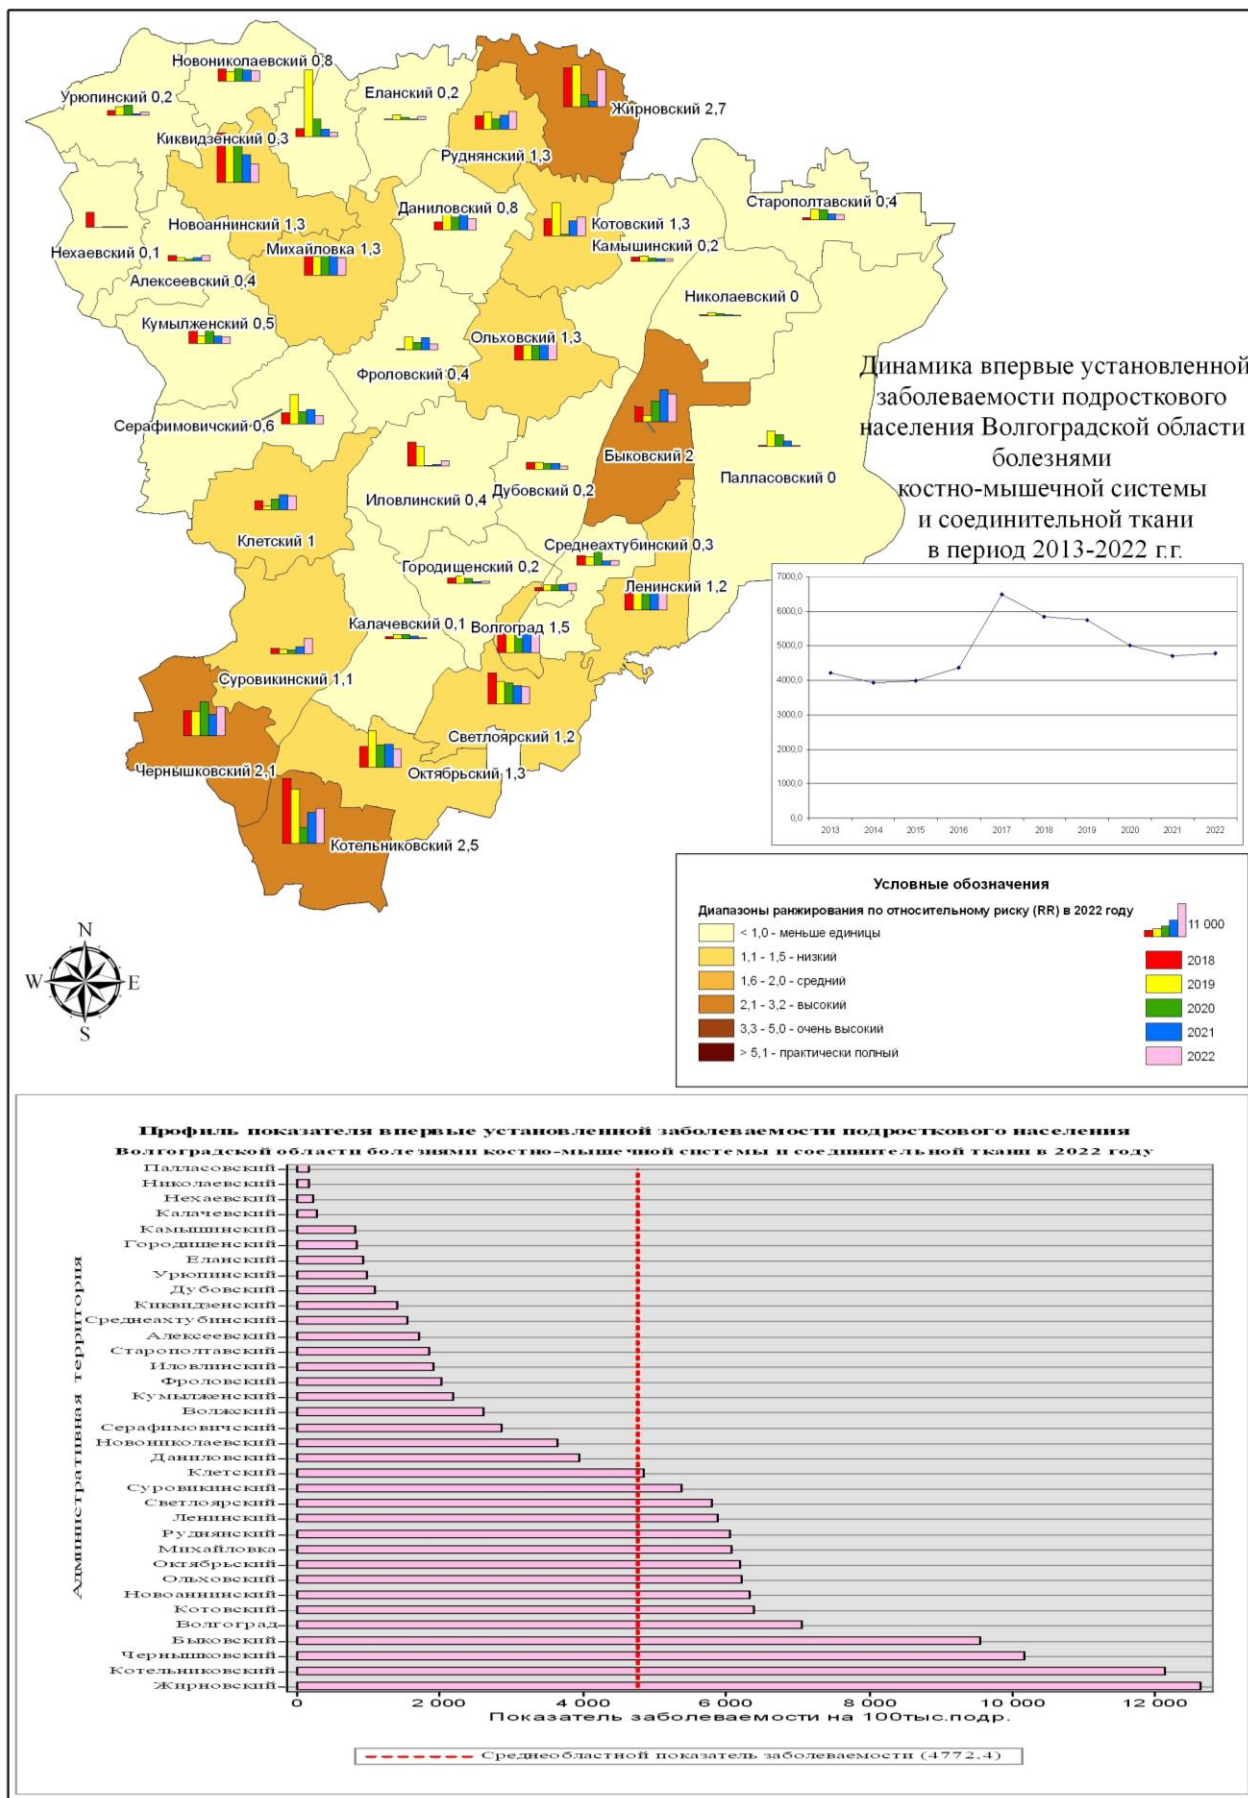 Новониколаевский 0,8
Урюпинский 0,2
Еланский 0,2
Жирновский 2,7
Киквидзенский 0,3
Руднянский 1,3
Старополтавский 0,4
Даниловский 0,8
Новоаннинский 1,3
Котовский 1,3
Нехаевский 0,1
Михайловка 1,3
Камышинский 0,2
Алексеевский 0,4
Николаевский 0
Кумылженский 0,5
Ольховский 1,3
Фроловский 0,4
Серафимовичский 0,6
Быковский 2
Палласовский 0
Иловлинский 0,4
Дубовский 0,2
Клетский 1
Среднеахтубинский 0,3
Городищенский 0,2
Ленинский 1,2
Калачевский 0,1
Волгоград 1,5
Суровикинский 1,1
Светлоярский 1,2
Чернышковский 2,1
Октябрьский 1,3
Котельниковский 2,5
Динамика впервые установленной
заболеваемости подросткового
населения Волгоградской области
болезнями
костно-мышечной системы
и соединительной ткани
в период 2013-2022 г.г.
7000,0
6000,0
5000,0
4000,0
3000,0
2000,0
1000,0
0,0
2013 2014 2015 2016 2017 2018 2019 2020 2021 2022
N
W E
S
Условные обозначения
Диапазоны ранжирования по относительному риску (RR) в 2022 году
< 1,0 - меньше единицы
1,1 - 1,5 - низкий
1,6 - 2,0 - средний
2,1 - 3,2 - высокий
3,3 - 5,0 - очень высокий
> 5,1 - практически полный
11 000
2018
2019
2020
2021
2022
Профиль показателя впервые установленной заболеваемости подросткового населения
Волгоградской области болезнями костно-мышечной системы и соединительной ткани в 2022 году
Административная территория
Палласовский
Николаевский
Нехаевский
Калачевский
Камышинский
Городищенский
Еланский
Урюпинский
Дубовский
Киквидзенский
Среднеахтубинский
Алексеевский
Старополтавский
Иловлинский
Фроловский
Кумылженский
Волжский
Серафимовичский
Новониколаевский
Даниловский
Клетский
Суровикинский
Светлоярский
Ленинский
Руднянский
Михайловка
Октябрьский
Ольховский
Новоаннинский
Котовский
Волгоград
Быковский
Чернышковский
Котельниковский
Жирновский
0 2 000 4 000 6 000 8 000 10 000 12 000
Показатель заболеваемости на 100тыс.подр.
Среднеобластной показатель заболеваемости (4772,4)